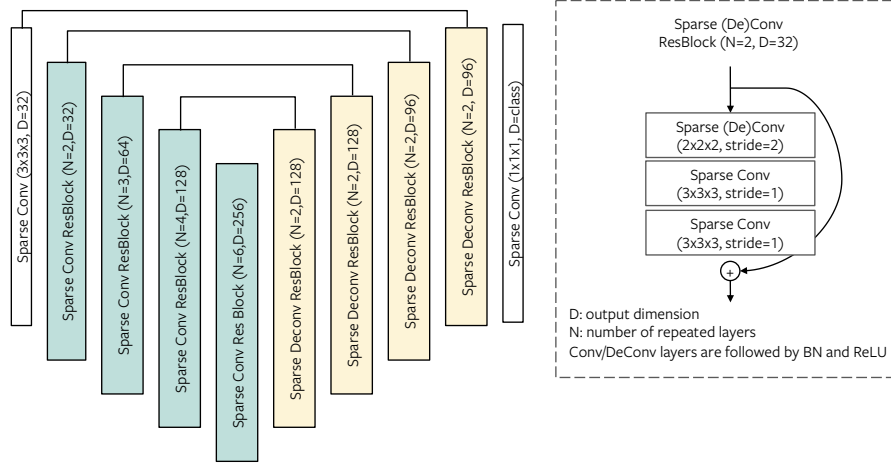 Sparse Conv (3x3x3, D=32)
Sparse Conv ResBlock (N=2,D=32)
Sparse Conv ResBlock (N=3,D=64)
Sparse Conv ResBlock (N=4,D=128)
Sparse Conv Res Block (N=6,D=256)
Sparse Deconv ResBlock (N=2,D=128)
Sparse Deconv ResBlock (N=2,D=128)
Sparse Deconv ResBlock (N=2,D=96)
Sparse Deconv ResBlock (N=2, D=96)
Sparse Conv (1x1x1, D=class)
Sparse (De)Conv
ResBlock (N=2, D=32)
Sparse (De)Conv
(2x2x2, stride=2)
Sparse Conv
(3x3x3, stride=1)
Sparse Conv
(3x3x3, stride=1)
+
D: output dimension
N: number of repeated layers
Conv/DeConv layers are followed by BN and ReLU